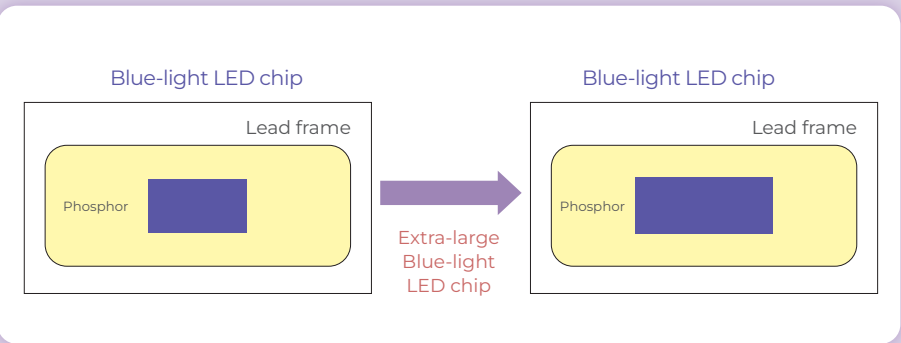 Blue-light LED chip
Lead frame
Phosphor
Extra-large
Blue-light
LED chip
Blue-light LED chip
Lead frame
Phosphor